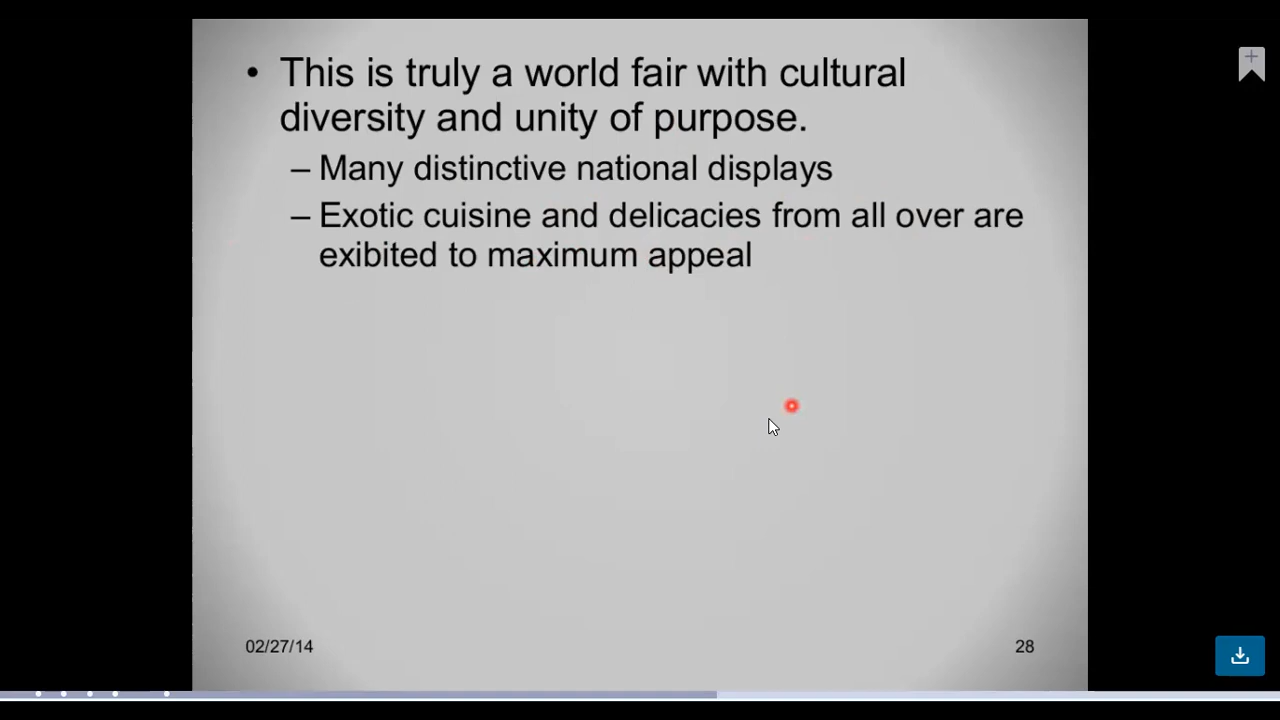 • This is truly a world fair with cultural
diversity and unity of purpose.
– Many distinctive national displays
– Exotic cuisine and delicacies from all over are
exibited to maximum appeal
02/27/14
28